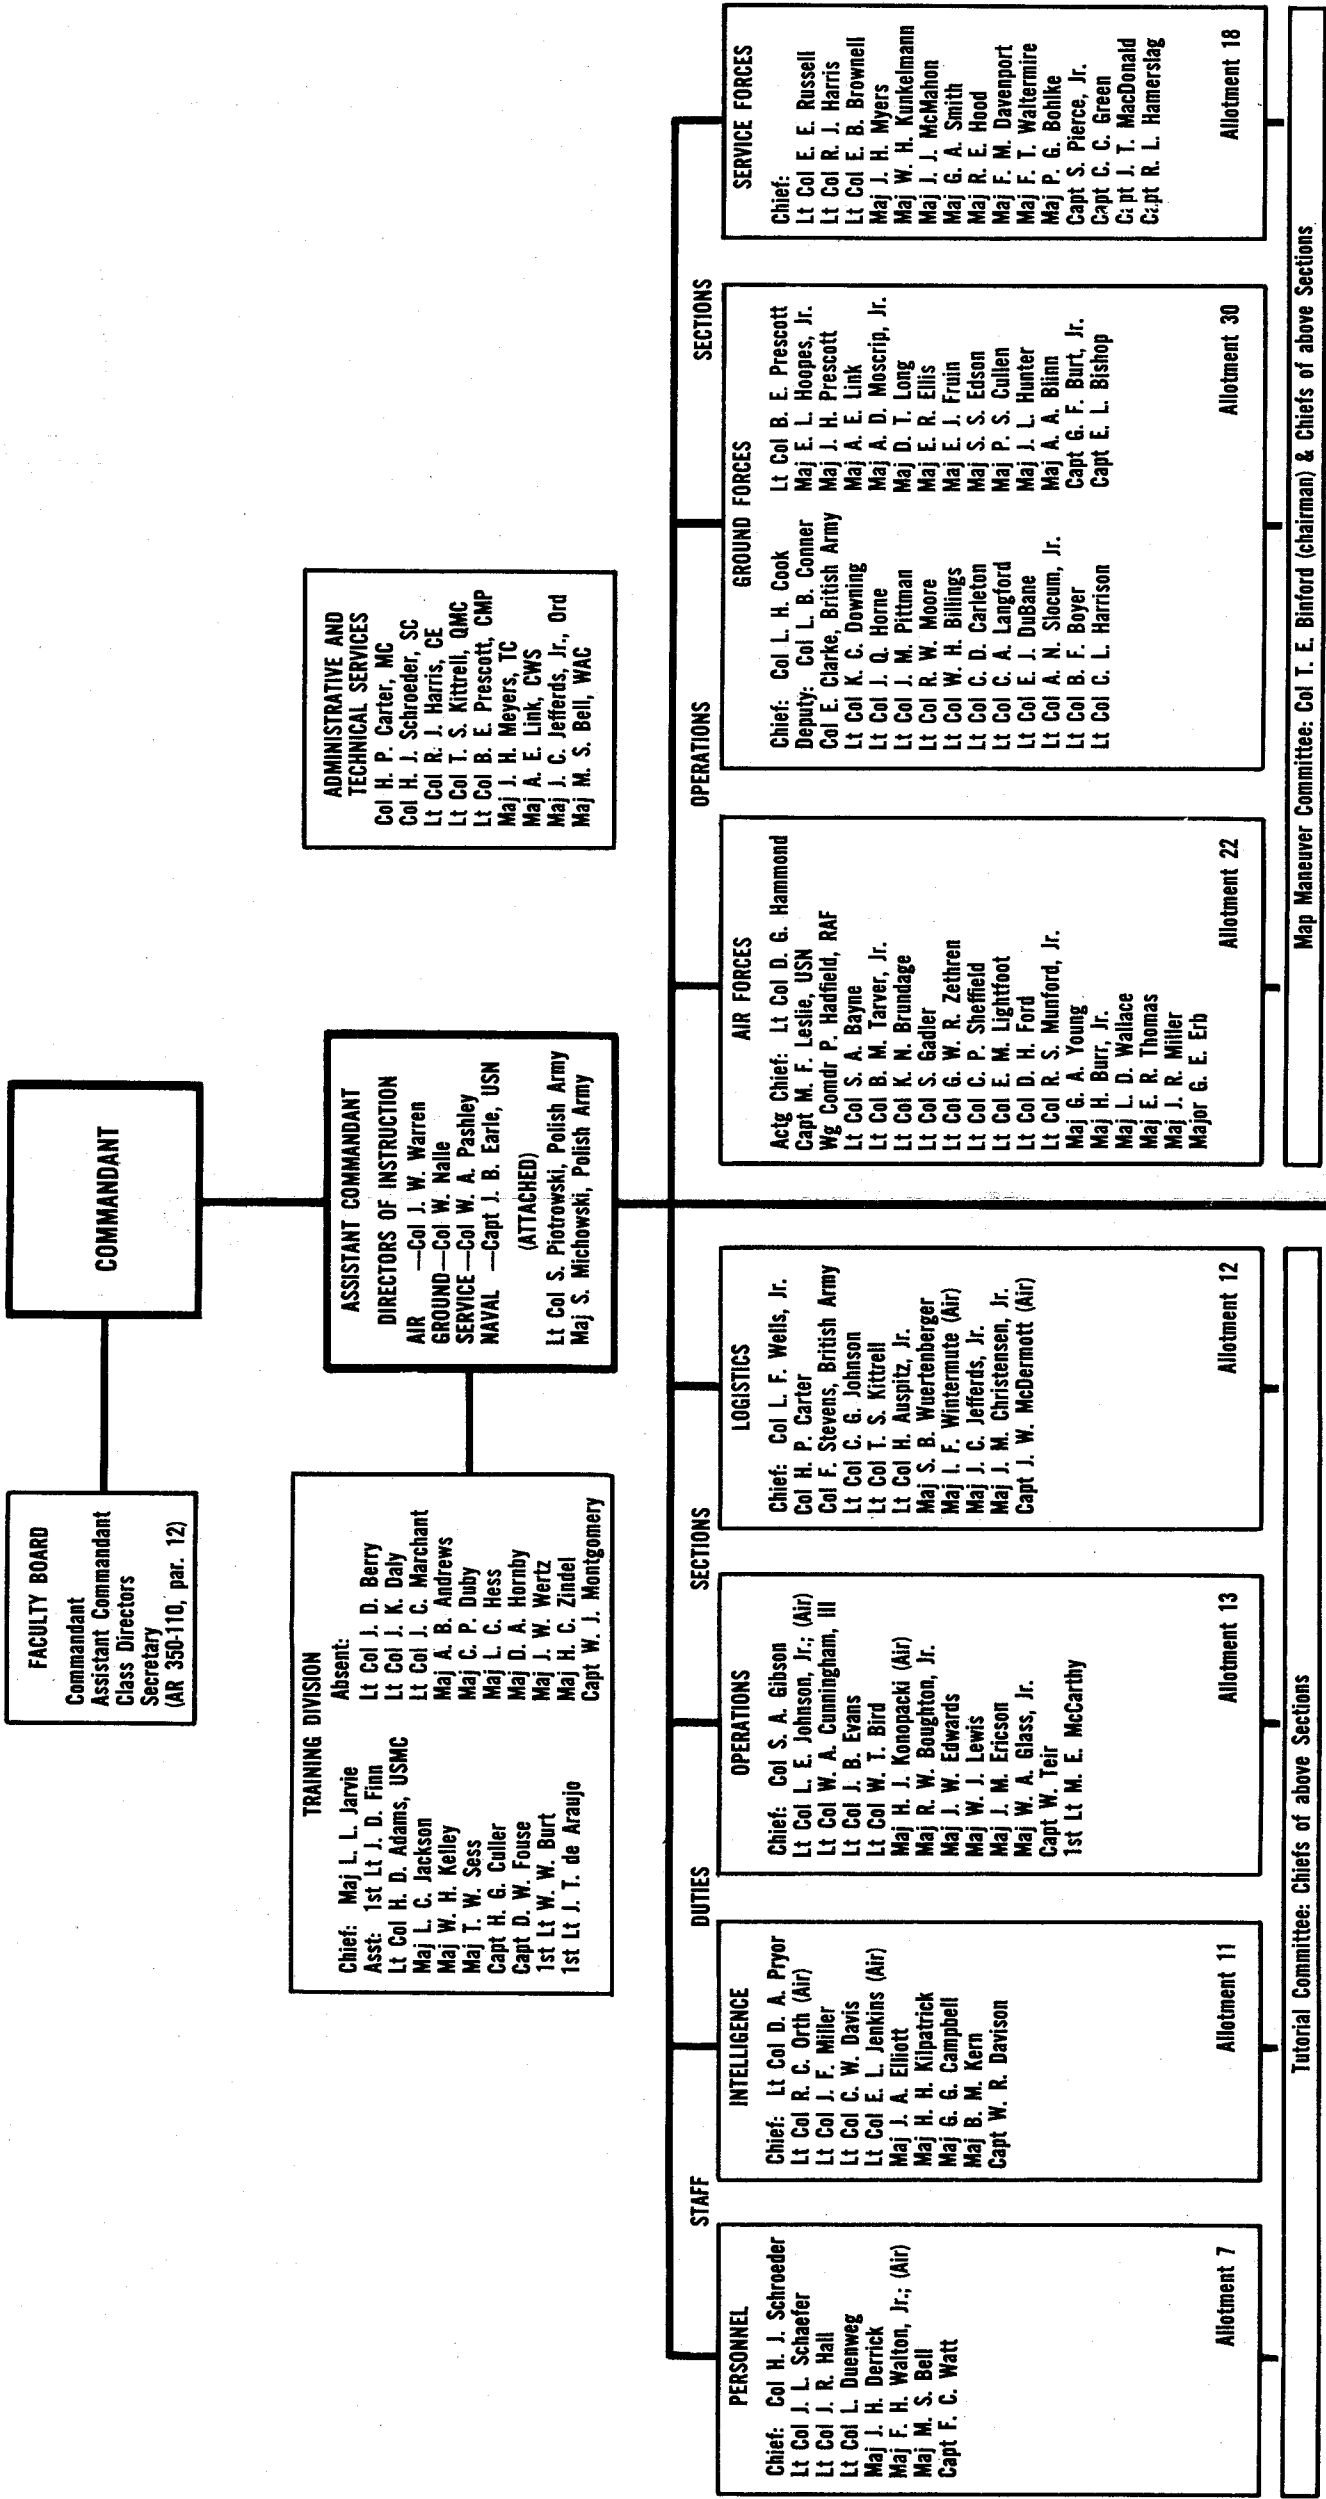 COMMANDANT
FACULTY BOARD
Commandant
Assistant Commandant
Class Directors
Secretary
(AR 350-110, par. 12)
ASSISTANT COMMANDANT
DIRECTORS OF INSTRUCTION
AIR —Col J. W. Warren
GROUND—Col W. Nalle
SERVICE—Col W. A. Pashley
NAVAL —Capt J. B. Earle, USN
(ATTACHED)
Lt Col S. Piotrowski, Polish Army
Maj S. Michowski, Polish Army
TRAINING DIVISION
Chief: Maj L. L. Jarvie
Asst: 1st Lt J. D. Finn
Lt Col H. D. Adams, USMC
Maj L. C. Jackson
Maj W. H. Kelley
Maj T. W. Sess
Capt H. G. Culler
Capt D. W. Fouse
1st Lt W. W. Burt
1st Lt J. T. de Araujo
Absent:
Lt Col J. D. Berry
Lt Col J. K. Daly
Lt Col J. C. Marchant
Maj A. B. Andrews
Maj C. P. Duby
Maj L. C. Hess
Maj D. A. Hornby
Maj J. W. Wertz
Maj H. C. Zindel
Capt W. J. Montgomery
ADMINISTRATIVE AND
TECHNICAL SERVICES
Col H. P. Carter, MC
Col H. J. Schroeder, SC
Lt Col R. J. Harris, CE
Lt Col T. S. Kittrell, QMC
Lt Col B. E. Prescott, CMP
Maj J. H. Meyers, TC
Maj A. E. Link, CWS
Maj J. C. Jefferds, Jr., Ord
Maj M. S. Bell, WAC
STAFF DUTIES SECTIONS
PERSONNEL
Chief: Col H. J. Schroeder
Lt Col J. L. Schaefer
Lt Col J. R. Hall
Lt Col L. Duenweg
Maj J. H. Derrick
Maj F. H. Walton, Jr.; (Air)
Maj M. S. Bell
Capt F. C. Watt
Allotment 7
INTELLIGENCE
Chief: Lt Col D. A. Pryor
Lt Col R. C. Orth (Air)
Lt Col J. F. Miller
Lt Col C. W. Davis
Lt Col E. L. Jenkins (Air)
Maj J. A. Elliott
Maj H. H. Kilpatrick
Maj G. G. Campbell
Maj B. M. Kern
Capt W. R. Davison
Allotment 11
OPERATIONS
Chief: Col S. A. Gibson
Lt Col L. E. Johnson, Jr.; (Air)
Lt Col W. A. Cunningham, III
Lt Col J. B. Evans
Lt Col W. T. Bird
Maj H. J. Konopacki (Air)
Maj R. W. Boughton, Jr.
Maj J. W. Edwards
Maj W. J. Lewis
Maj J. M. Ericson
Maj W. A. Glass, Jr.
Capt W. Teir
1st Lt M. E. McCarthy
Allotment 13
LOGISTICS
Chief: Col L. F. Wells, Jr.
Col H. P. Carter
Col F. Stevens, British Army
Lt Col C. G. Johnson
Lt Col T. S. Kittrell
Lt Col H. Auspitz, Jr.
Maj S. B. Wuertenberger
Maj I. F. Wintermute (Air)
Maj J. C. Jefferds, Jr.
Maj J. M. Christensen, Jr.
Capt J. W. McDermott (Air)
Allotment 12
Tutorial Committee: Chiefs of above Sections
OPERATIONS SECTIONS
AIR FORCES
Actg Chief: Lt Col D. G. Hammond
Capt M. F. Leslie, USN
Wg Comdr P. Hadfield, RAF
Lt Col S. A. Bayne
Lt Col B. M. Tarver, Jr.
Lt Col K. N. Brundage
Lt Col S. Gadler
Lt Col G. W. R. Zethren
Lt Col C. P. Sheffield
Lt Col E. M. Lightfoot
Lt Col D. H. Ford
Lt Col R. S. Munford, Jr.
Maj G. A. Young
Maj H. Burr, Jr.
Maj L. D. Wallace
Maj E. R. Thomas
Maj J. R. Miller
Major G. E. Erb
Allotment 22
GROUND FORCES
Chief: Col L. H. Cook
Deputy: Col L. B. Conner
Col E. Clarke, British Army
Lt Col K. C. Downing
Lt Col J. Q. Horne
Lt Col J. M. Pittman
Lt Col R. W. Moore
Lt Col W. H. Billings
Lt Col C. D. Carleton
Lt Col C. A. Langford
Lt Col E. J. DuBane
Lt Col A. N. Slocum, Jr.
Lt Col B. F. Boyer
Lt Col C. L. Harrison
Lt Col B. E. Prescott
Maj E. L. Hoopes, Jr.
Maj J. H. Prescott
Maj A. E. Link
Maj A. D. Moscrip, Jr.
Maj D. T. Long
Maj E. R. Ellis
Maj E. J. Fruin
Maj S. S. Edson
Maj P. S. Cullen
Maj J. L. Hunter
Maj A. A. Blinn
Capt G. F. Burt, Jr.
Capt E. L. Bishop
Allotment 30
SERVICE FORCES
Chief:
Lt Col E. E. Russell
Lt Col R. J. Harris
Lt Col E. B. Brownell
Maj J. H. Myers
Maj W. H. Kunkelmann
Maj J. J. McMahon
Maj G. A. Smith
Maj R. E. Hood
Maj F. M. Davenport
Maj F. T. Waltermire
Maj P. G. Bohlke
Capt S. Pierce, Jr.
Capt C. C. Green
Capt J. T. MacDonald
Capt R. L. Hamerslag
Allotment 18
Map Maneuver Committee: Col T. E. Binford (chairman) & Chiefs of above Sections